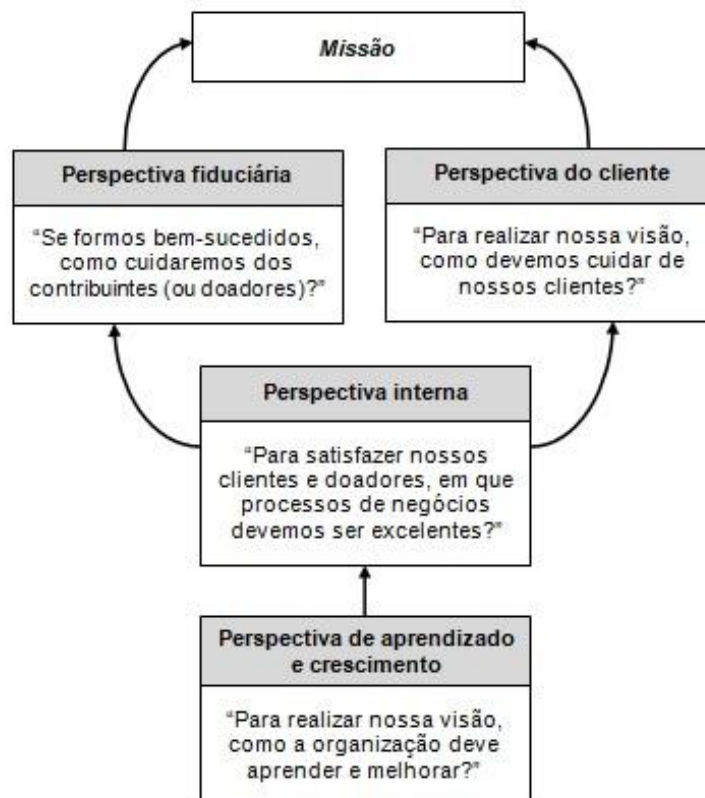 Missão
Perspectiva fiduciária
“Se formos bem-sucedidos,
como cuidaremos dos
contribuintes (ou doadores)?”
Perspectiva do cliente
“Para realizar nossa visão,
como devemos cuidar de
nossos clientes?”
Perspectiva interna
“Para satisfazer nossos
clientes e doadores, em que
processos de negócios
devemos ser excelentes?”
Perspectiva de aprendizado
e crescimento
“Para realizar nossa visão,
como a organização deve
aprender e melhorar?”